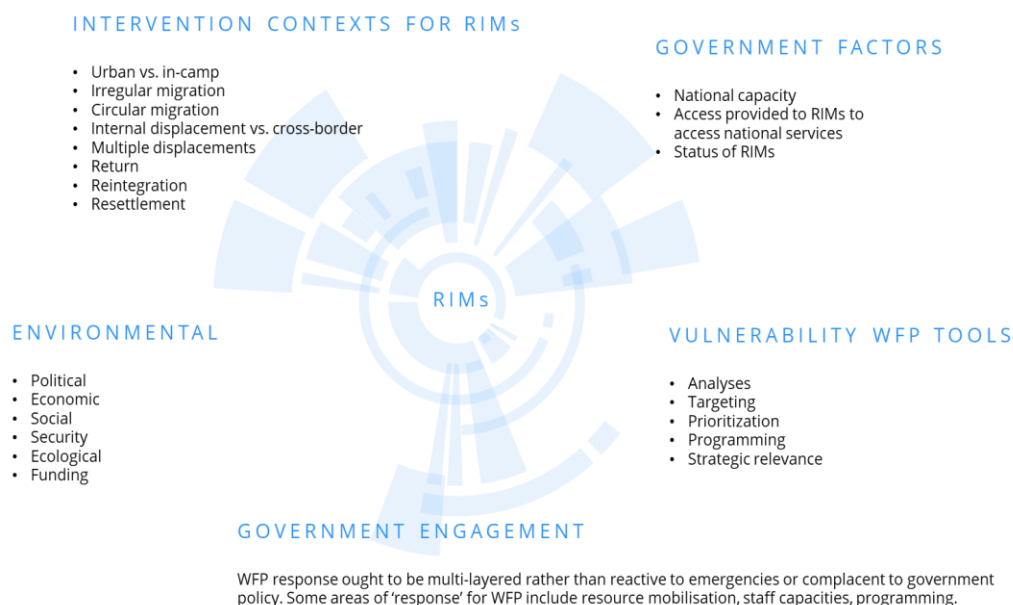 INTERVENTION CONTEXTS FOR RIMs
• Urban vs. in-camp
• Irregular migration
• Circular migration
• Internal displacement vs. cross-border
• Multiple displacements
• Return
• Reintegration
• Resettlement
GOVERNMENT FACTORS
• National capacity
• Access provided to RIMs to
access national services
• Status of RIMs
RIMs
ENVIRONMENTAL
• Political
• Economic
• Social
• Security
• Ecological
• Funding
VULNERABILITY WFP TOOLS
• Analyses
• Targeting
• Prioritization
• Programming
• Strategic relevance
GOVERNMENT ENGAGEMENT
WFP response ought to be multi-layered rather than reactive to emergencies or complacent to government
policy. Some areas of ‘response’ for WFP include resource mobilisation, staff capacities, programming.